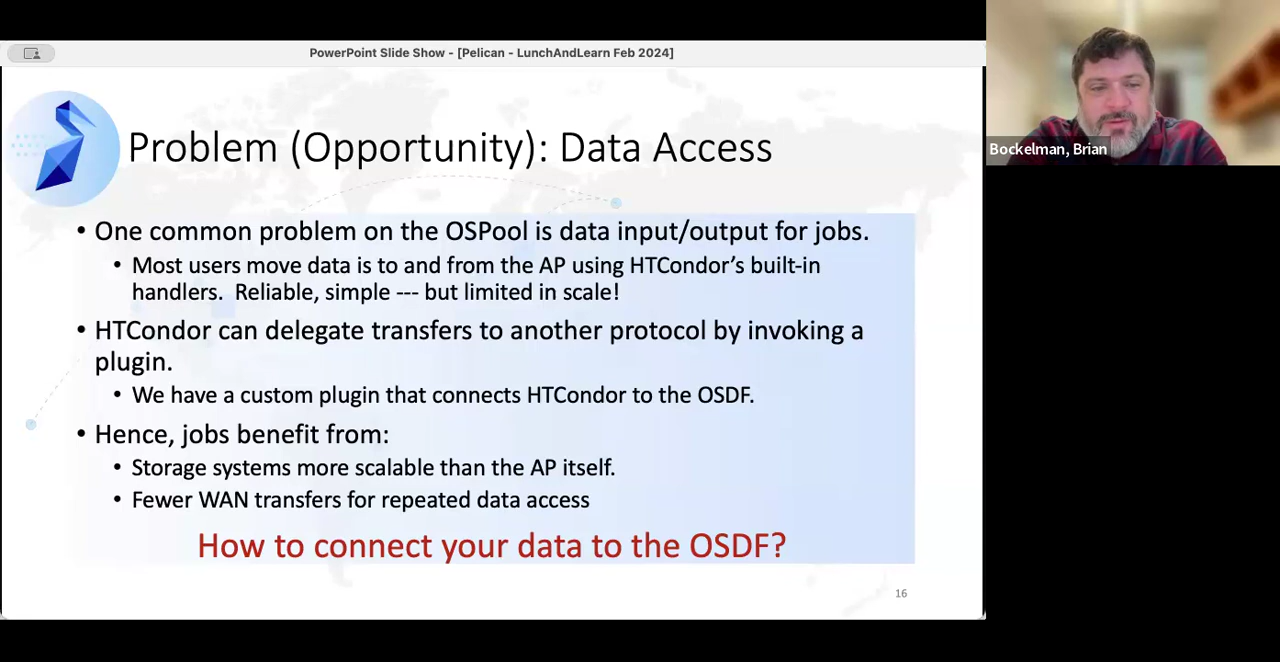 PowerPoint Slide Show - [Pelican - LunchAndLearn Feb 2024]
Problem (Opportunity): Data Access
• One common problem on the OSPool is data input/output for jobs.
• Most users move data is to and from the AP using HTCondor's built-in
handlers. Reliable, simple --- but limited in scale!
• HTCondor can delegate transfers to another protocol by invoking a
plugin.
• We have a custom plugin that connects HTCondor to the OSDF.
• Hence, jobs benefit from:
• Storage systems more scalable than the AP itself.
• Fewer WAN transfers for repeated data access
How to connect your data to the OSDF?
16
Bockelman, Brian